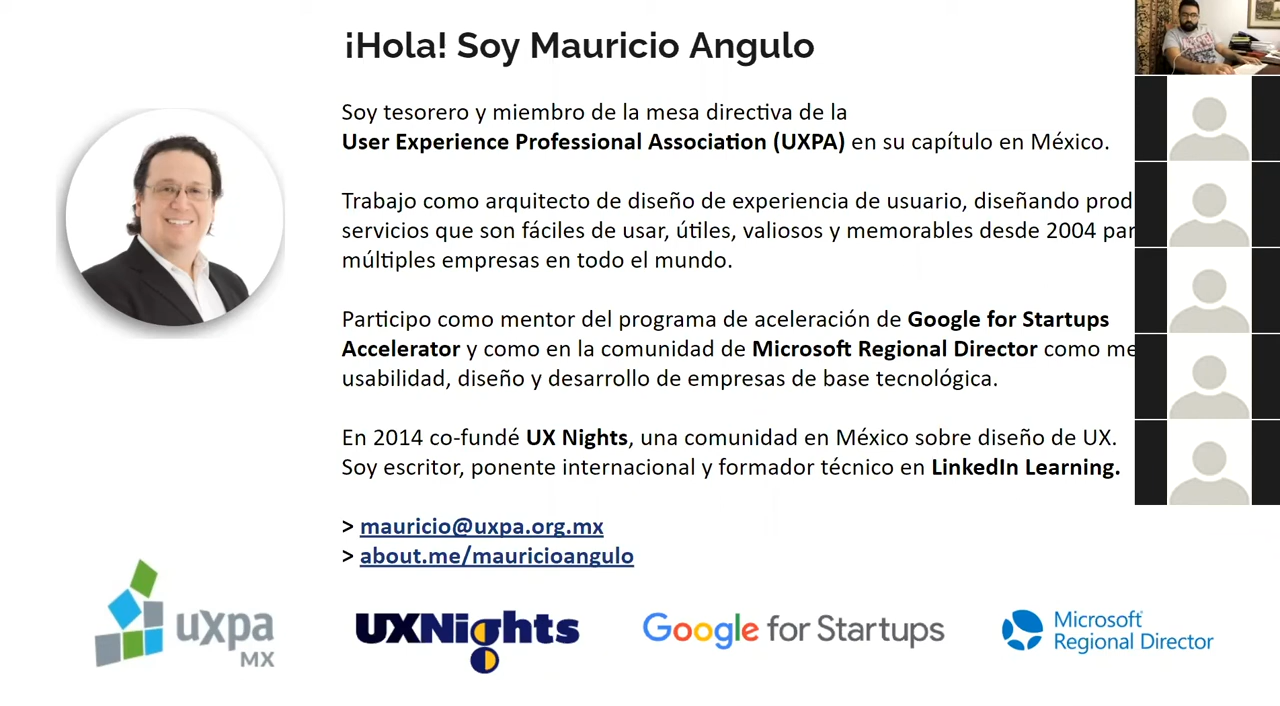 ¡Hola! Soy Mauricio Angulo
Soy tesorero y miembro de la mesa directiva de la
User Experience Professional Association (UXPA) en su capítulo en México.
Trabajo como arquitecto de diseño de experiencia de usuario, diseñando
servicios que son fáciles de usar, útiles, valiosos y memorables desde 2004
múltiples empresas en todo el mundo.
Participo como mentor del programa de aceleración de Google for Startups
Accelerator y como en la comunidad de Microsoft Regional Director como
usabilidad, diseño y desarrollo de empresas de base tecnológica.
En 2014 co-fundé UX Nights, una comunidad en México sobre diseño de UX.
Soy escritor, ponente internacional y formador técnico en LinkedIn Learning.
> mauricio@uxpa.org.mx
> about.me/mauricioangulo
uxpa
MX
UXNights
Google for Startups
Microsoft
Regional Director